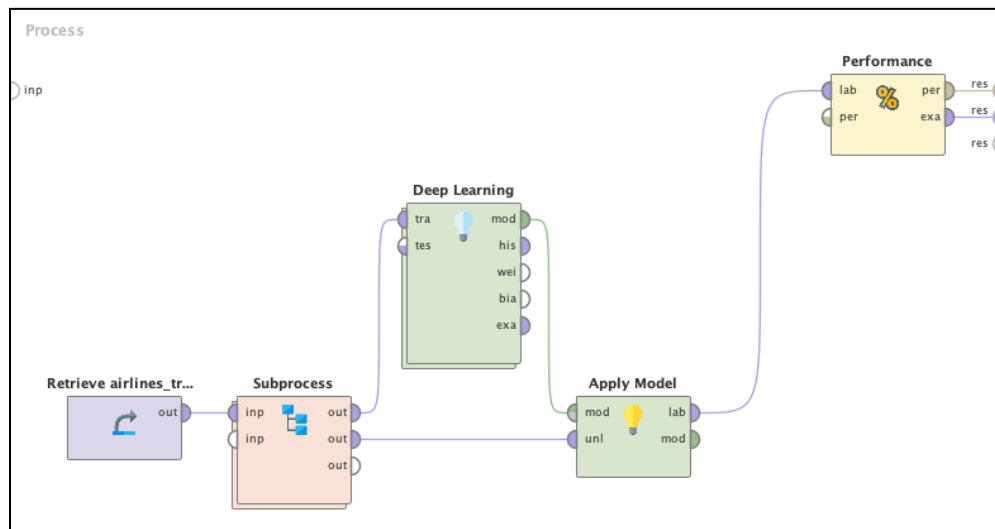 Process
inp
Performance
lab
per
res
per
exa
res
res
Deep Learning
tra
mod
tes
his
wei
bia
exa
Retrieve airlines_tr...
out
Subprocess
inp
out
inp
out
out
Apply Model
mod
lab
unl
mod
%